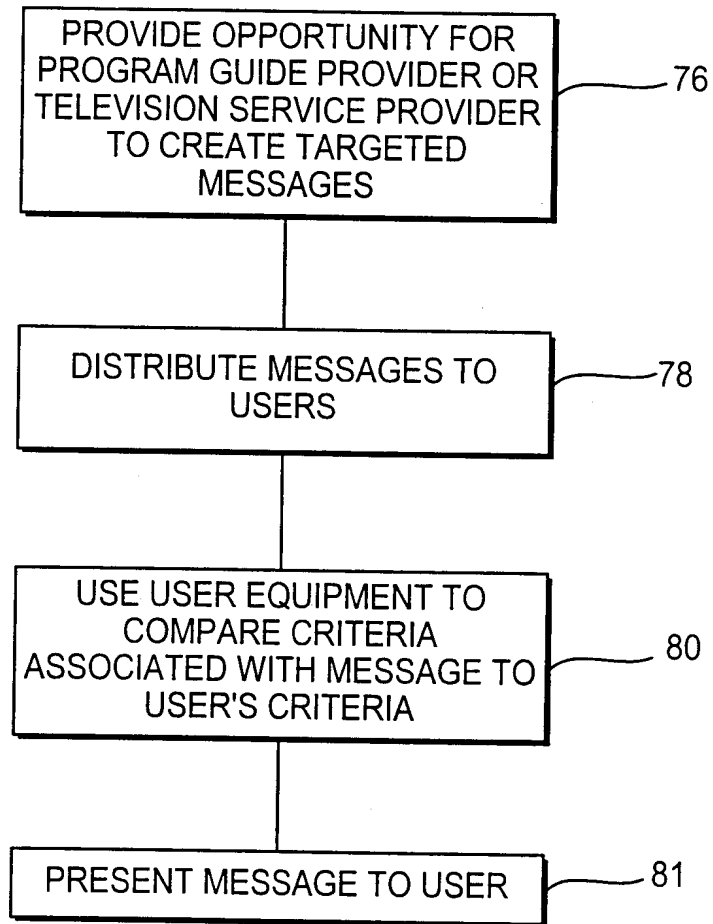 PROVIDE OPPORTUNITY FOR
PROGRAM GUIDE PROVIDER OR
TELEVISION SERVICE PROVIDER
TO CREATE TARGETED
MESSAGES
76
DISTRIBUTE MESSAGES TO
USERS
78
USE USER EQUIPMENT TO
COMPARE CRITERIA
ASSOCIATED WITH MESSAGE TO
USER'S CRITERIA
80
PRESENT MESSAGE TO USER
81